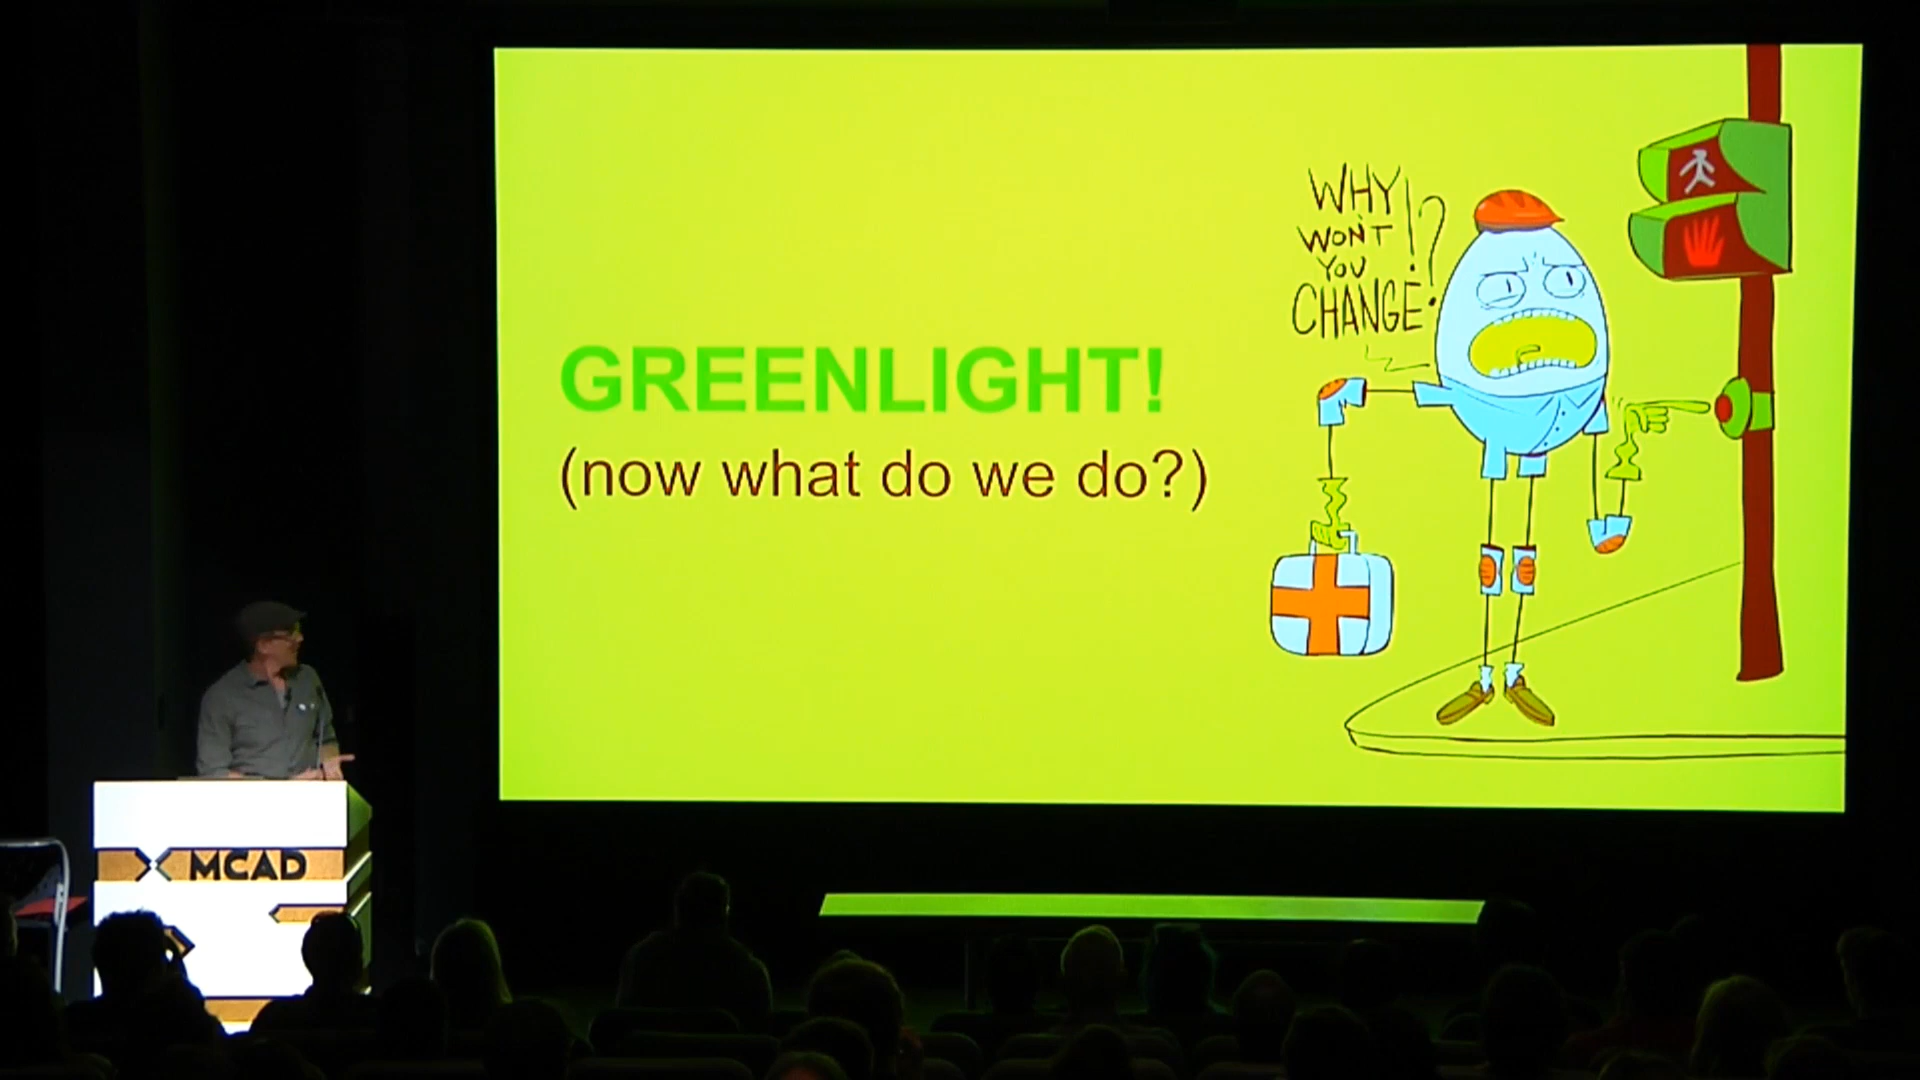 WHY
WON'T
YOU
CHANGE!?
GREENLIGHT!
(now what do we do?)
MCAD